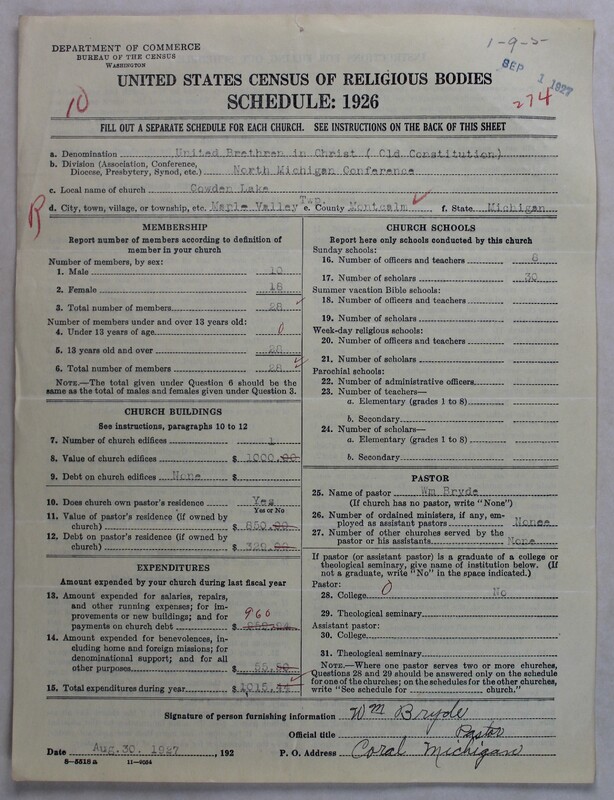 DEPARTMENT OF COMMERCE
BUREAU OF THE CENSUS
WASHINGTON
1-9-5-
SEP 1 1927
10
274
UNITED STATES CENSUS OF RELIGIOUS BODIES
SCHEDULE: 1926
FILL OUT A SEPARATE SCHEDULE FOR EACH CHURCH. SEE INSTRUCTIONS ON THE BACK OF THIS SHEET
a. Denomination United Brethren in Christ ( Old Constitution)
b. Division (Association, Conference, Diocese, Presbytery, Synod, etc.) North Michigan Conference
c. Local name of church Cowden Lake
R
d. City, town, village, or township, etc. Maple Valley Twp. e. County Montcalm f. State Michigan
MEMBERSHIP
Report number of members according to definition of
member in your church
Number of members, by sex:
1. Male 10
2. Female 18
3. Total number of members 28
Number of members under and over 13 years old:
4. Under 13 years of age 0
5. 13 years old and over 28
6. Total number of members 28
NOTE.—The total given under Question 6 should be the
same as the total of males and females given under Question 3.
CHURCH BUILDINGS
See instructions, paragraphs 10 to 12
7. Number of church edifices 1
8. Value of church edifices $ 1000.00
9. Debt on church edifices None $
10. Does church own pastor's residence Yes
Yes or No
11. Value of pastor's residence (if owned by
church) $ 850.00
12. Debt on pastor's residence (if owned by
church) $
EXPENDITURES
Amount expended by your church during last fiscal year
13. Amount expended for salaries, repairs,
and other running expenses; for im-
provements or new buildings; and for
payments on church debt $ 960
14. Amount expended for benevolences, in-
cluding home and foreign missions; for
denominational support; and for all
other purposes $
15. Total expenditures during year $ 1015.44
CHURCH SCHOOLS
Report here only schools conducted by this church
Sunday schools:
16. Number of officers and teachers 8
17. Number of scholars 30
Summer vacation Bible schools:
18. Number of officers and teachers
19. Number of scholars
Week-day religious schools:
20. Number of officers and teachers
21. Number of scholars
Parochial schools:
22. Number of administrative officers
23. Number of teachers—
a. Elementary (grades 1 to 8)
b. Secondary
24. Number of scholars—
a. Elementary (grades 1 to 8)
b. Secondary
PASTOR
25. Name of pastor Wm Bryde
(If church has no pastor, write "None")
26. Number of ordained ministers, if any, em-
ployed as assistant pastors Nonee
27. Number of other churches served by the
pastor or his assistants None
If pastor (or assistant pastor) is a graduate of a college or
theological seminary, give name of institution below. (If
not a graduate, write "No" in the space indicated.)
Pastor:
28. College 0 No
29. Theological seminary
Assistant pastor:
30. College
31. Theological seminary
NOTE.—Where one pastor serves two or more churches,
Questions 28 and 29 should be answered only on the schedule
for one of the churches; on the schedules for the other churches,
write "See schedule for church."
Signature of person furnishing information Wm Bryde
Official title Pastor
Date Aug.30. 1927 , 192 P. O. Address Coral Michigan
8-5518 a 11-9054